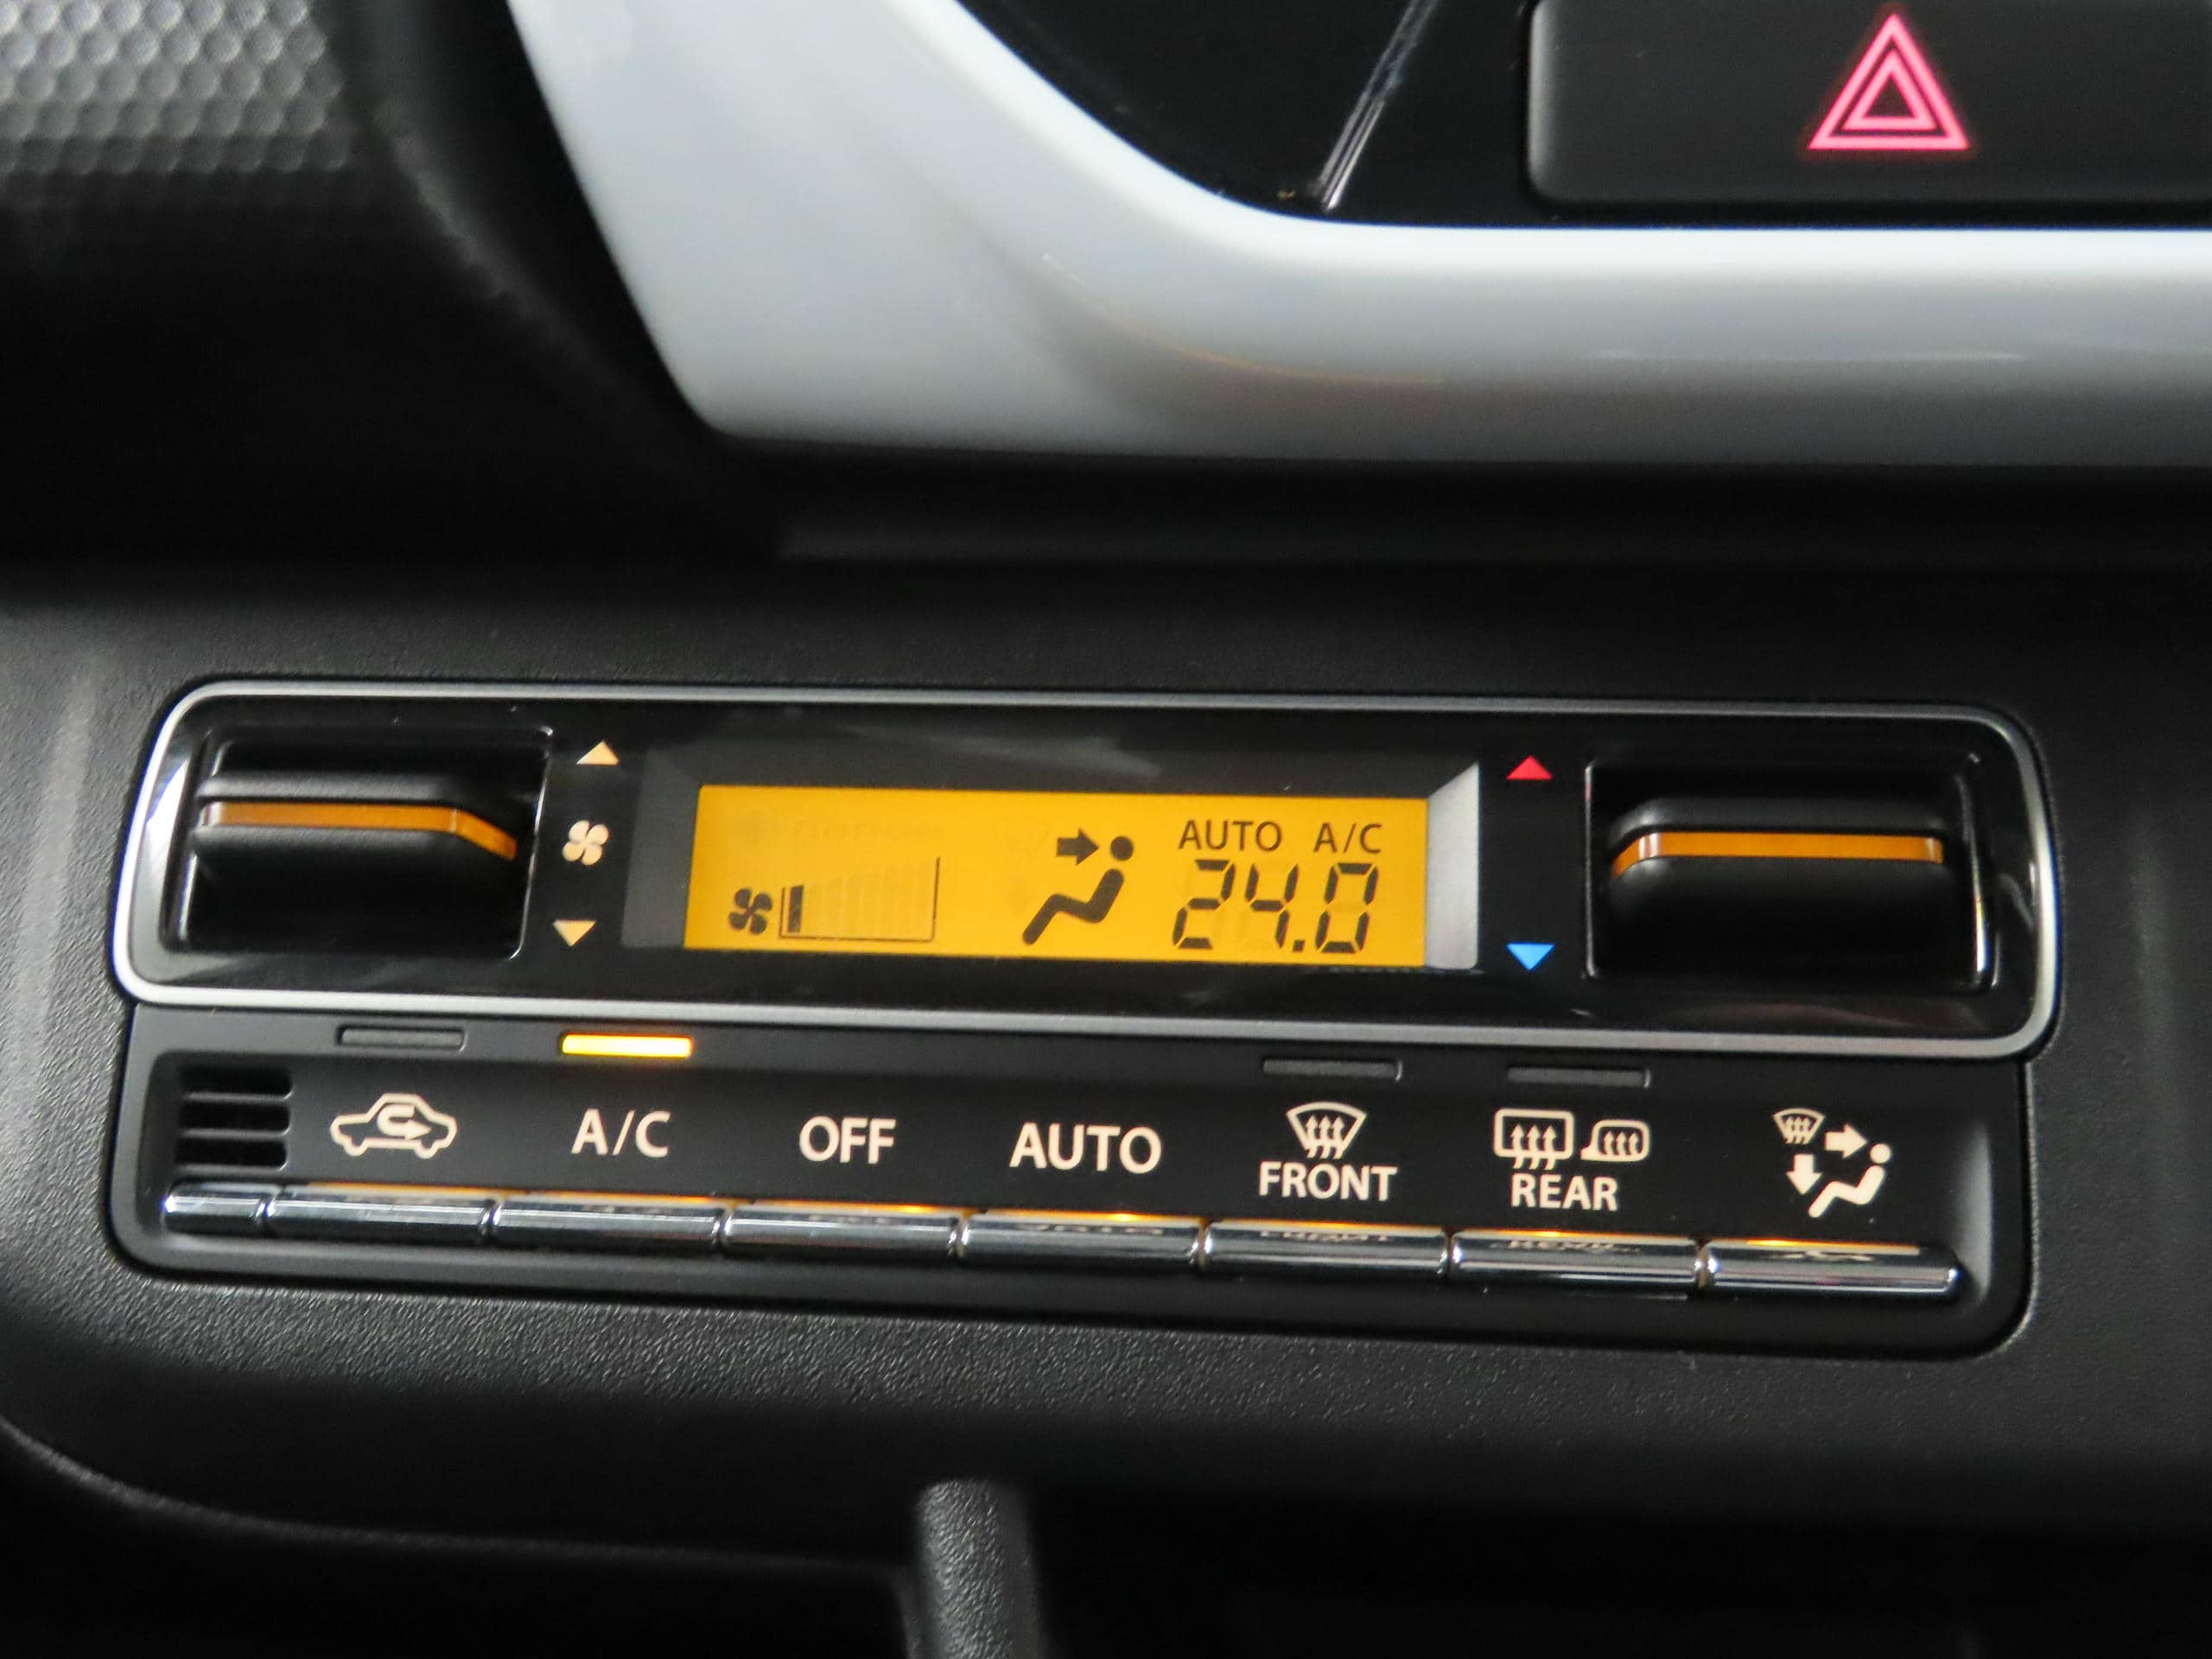 AUTO A/C
24.0
A/C
OFF
AUTO
FRONT
REAR